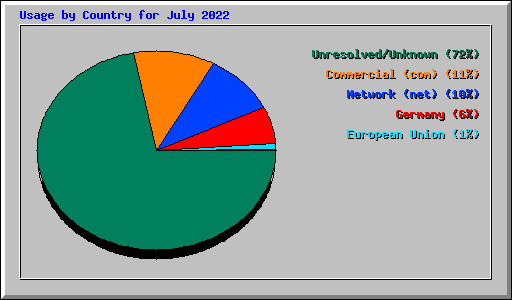 Usage by Country for July 2022
Unresolved/Unknown (72%)
Commercial (com) (11%)
Network (net) (10%)
Germany (6%)
European Union (1%)